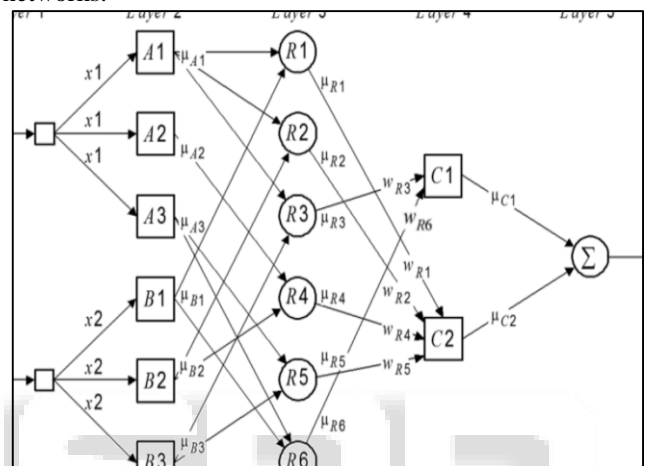 networks.
Layer 2
Layer 3
Layer 4
Layer 5
A1
μA1
R1
μR1
x1
x1
x1
A2
μA2
R2
μR2
A3
μA3
R3
μR3
wR3
wR6
C1
μC1
Σ
B1
μB1
R4
μR4
wR1
wR2
wR4
wR5
C2
μC2
x2
x2
x2
B2
μB2
R5
μR5
B3
μB3
R6
μR6